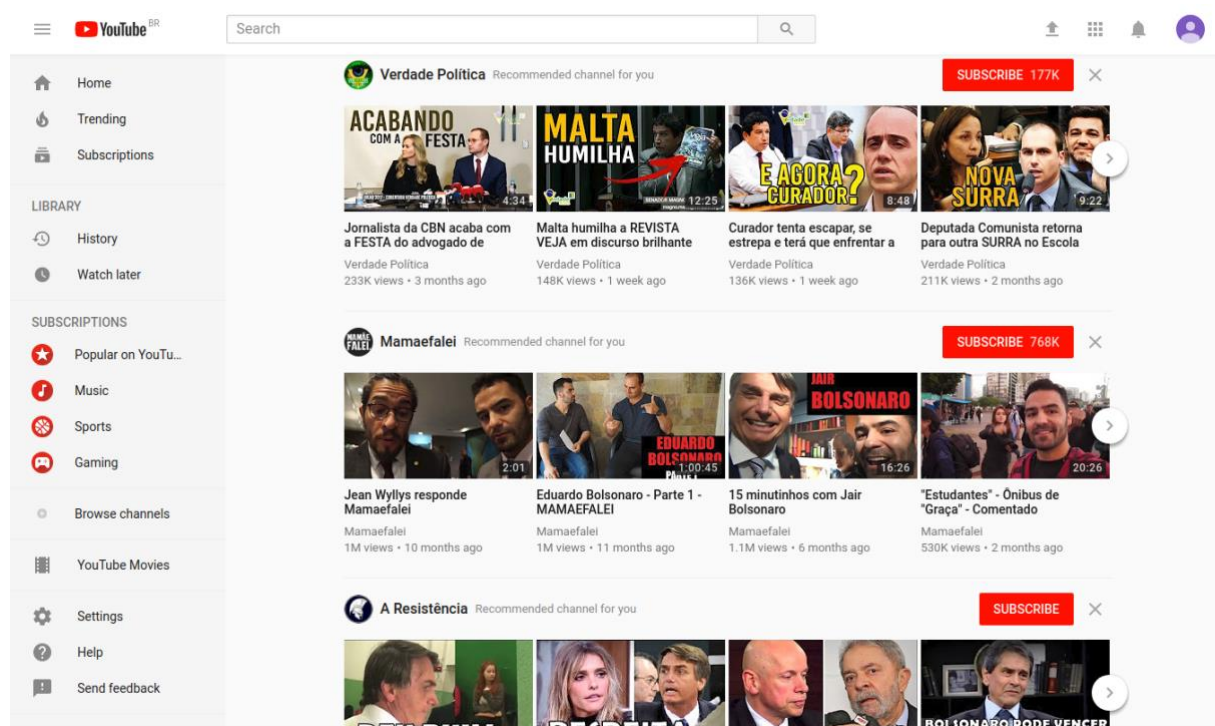 YouTube BR
Search
Home
Trending
Subscriptions
LIBRARY
History
Watch later
SUBSCRIPTIONS
Popular on YouTu...
Music
Sports
Gaming
Browse channels
YouTube Movies
Settings
Help
Send feedback
Verdade Política Recommended channel for you
SUBSCRIBE 177K
ACABANDO
COM A FESTA
4:34
MALTA
HUMILHA
12:25
E AGORA
CURADOR?
8:48
NOVA
SURRA
9:22
Jornalista da CBN acaba com
a FESTA do advogado de
Verdade Política
233K views • 3 months ago
Malta humilha a REVISTA
VEJA em discurso brilhante
Verdade Política
148K views • 1 week ago
Curador tenta escapar, se
estrepa e terá que enfrentar a
Verdade Política
136K views • 1 week ago
Deputada Comunista retorna
para outra SURRA no Escola
Verdade Política
211K views • 2 months ago
MAMÃE
FALEI
Mamaefalei Recommended channel for you
SUBSCRIBE 768K
2:01
EDUARDO
BOLSONARO
PARTE 1
1:00:45
JAIR
BOLSONARO
16:26
20:26
Jean Wyllys responde
Mamaefalei
Mamaefalei
1M views • 10 months ago
Eduardo Bolsonaro - Parte 1 -
MAMAEFALEI
Mamaefalei
1M views • 11 months ago
15 minutinhos com Jair
Bolsonaro
Mamaefalei
1.1M views • 6 months ago
"Estudantes" - Ônibus de
"Graça" - Comentado
Mamaefalei
530K views • 2 months ago
A Resistência Recommended channel for you
SUBSCRIBE
BOLSONARO PODE VENCER